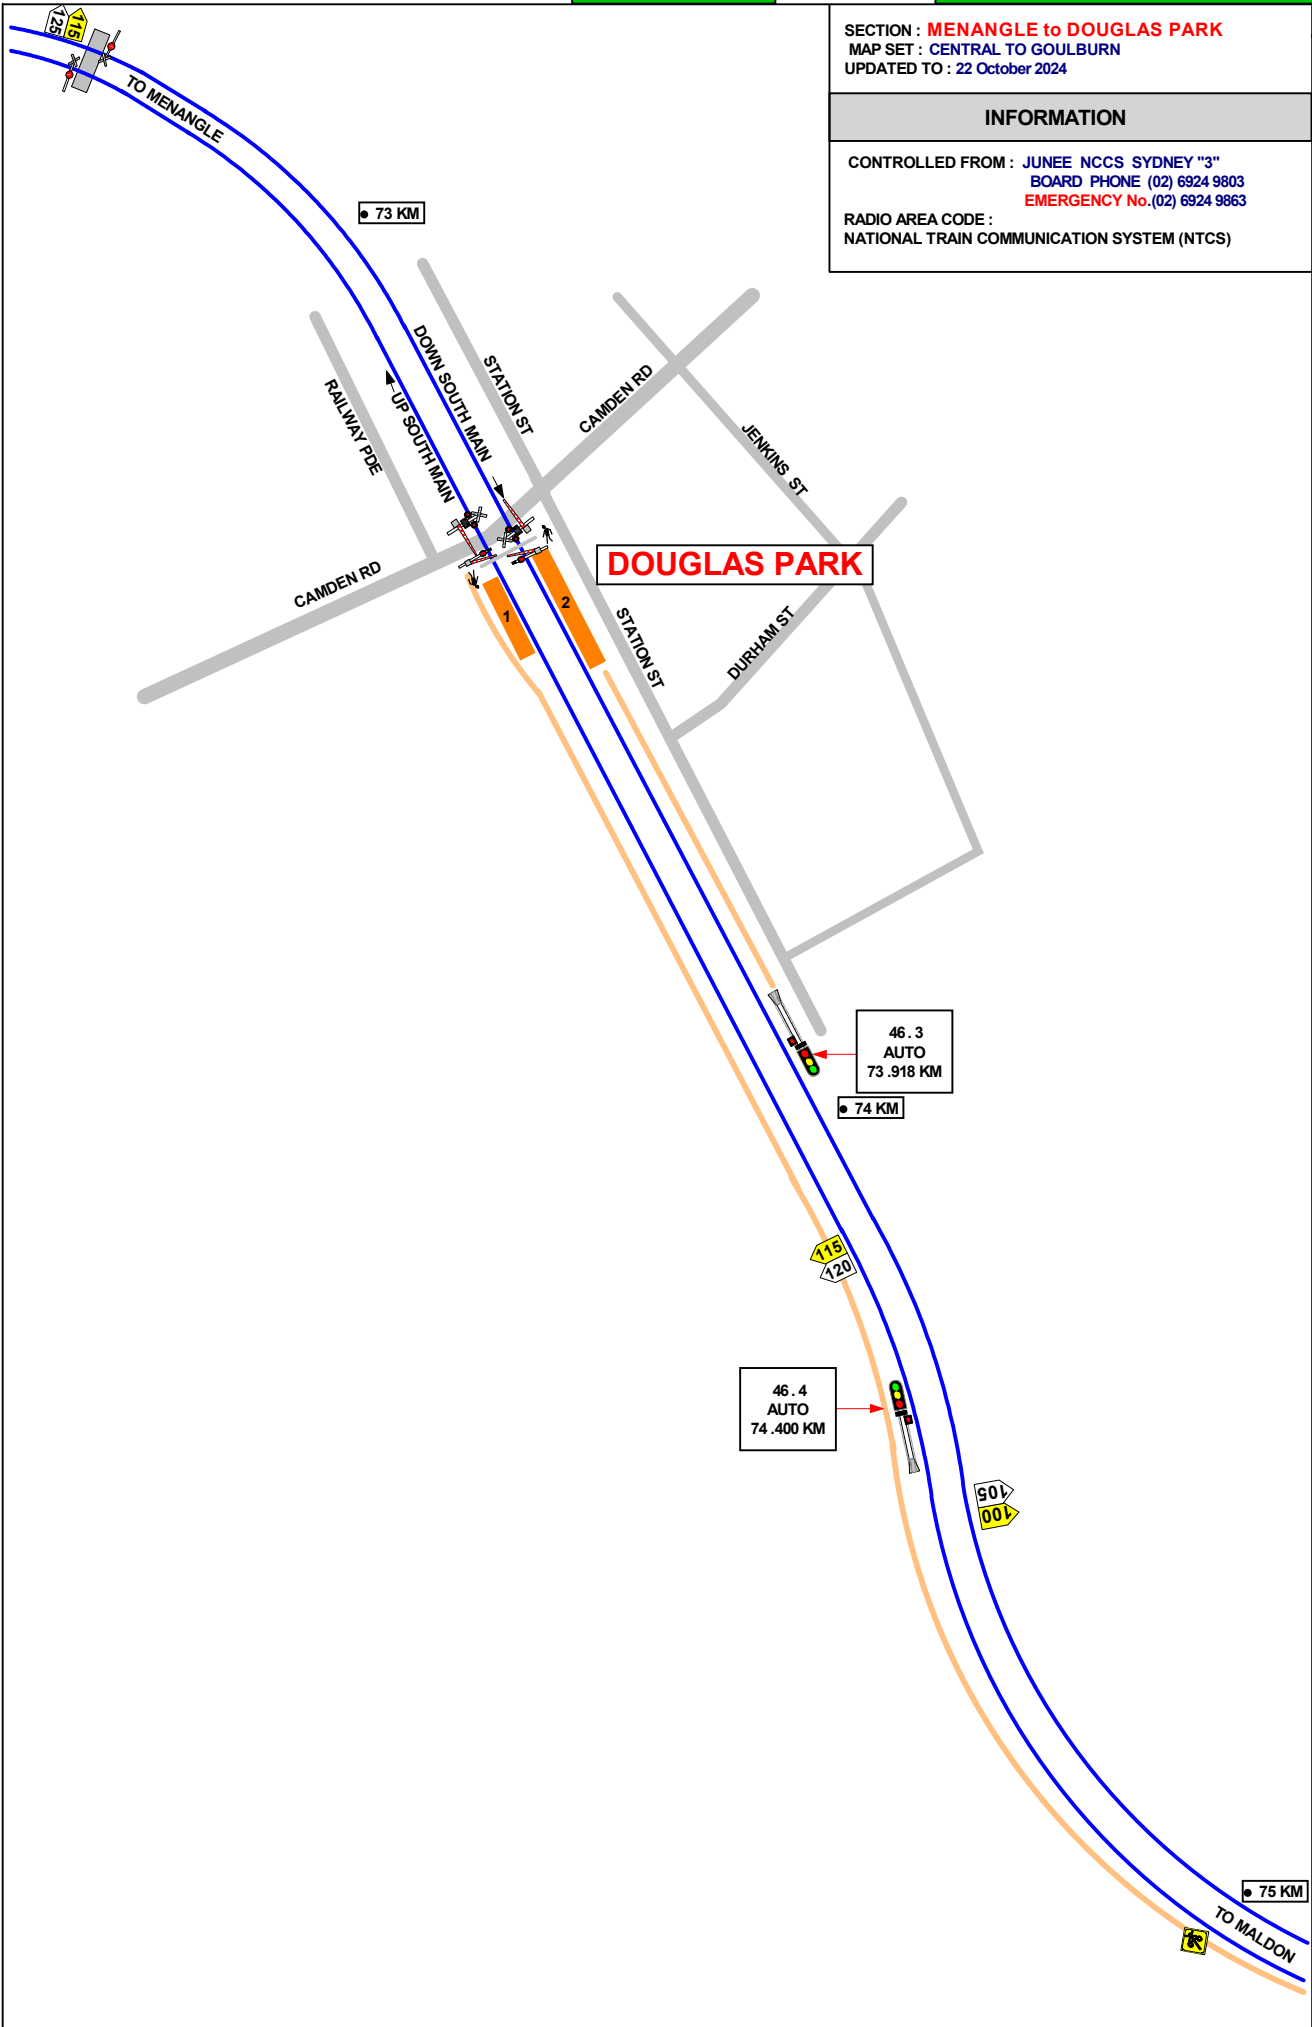 SECTION : MENANGLE to DOUGLAS PARK
MAP SET : CENTRAL TO GOULBURN
UPDATED TO : 22 October 2024
INFORMATION
CONTROLLED FROM : JUNEE NCCS SYDNEY "3"
BOARD PHONE (02) 6924 9803
EMERGENCY No.(02) 6924 9863
RADIO AREA CODE :
NATIONAL TRAIN COMMUNICATION SYSTEM (NTCS)
125
115
TO MENANGLE
73 KM
DOWN SOUTH MAIN
UP SOUTH MAIN
RAILWAY PDE
STATION ST
CAMDEN RD
JENKINS ST
CAMDEN RD
DOUGLAS PARK
1
2
STATION ST
DURHAM ST
46.3
AUTO
73.918 KM
74 KM
115
120
46.4
AUTO
74.400 KM
105
100
75 KM
TO MALDON